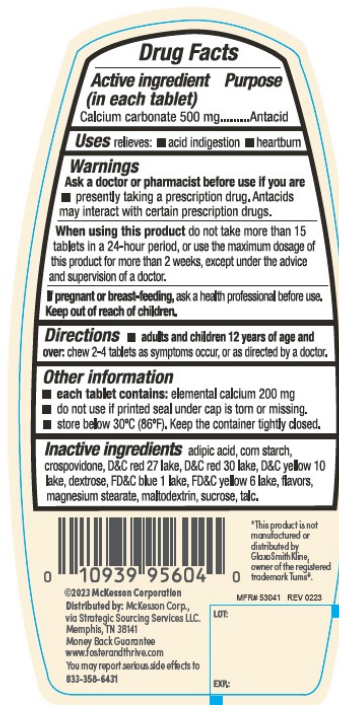 Drug Facts
Active ingredient Purpose
(in each tablet)
Calcium carbonate 500 mg..........Antacid
Uses relieves: ■ acid indigestion ■ heartburn
Warnings
Ask a doctor or pharmacist before use if you are
■ presently taking a prescription drug. Antacids
may interact with certain prescription drugs.
When using this product do not take more than 15
tablets in a 24-hour period, or use the maximum dosage of
this product for more than 2 weeks, except under the advice
and supervision of a doctor.
If pregnant or breast-feeding, ask a health professional before use.
Keep out of reach of children.
Directions ■ adults and children 12 years of age and
over: chew 2-4 tablets as symptoms occur, or as directed by a doctor.
Other information
■ each tablet contains: elemental calcium 200 mg
■ do not use if printed seal under cap is torn or missing.
■ store below 30ºC (86ºF). Keep the container tightly closed.
Inactive ingredients adipic acid, corn starch,
crospovidone, D&C red 27 lake, D&C red 30 lake, D&C yellow 10
lake, dextrose, FD&C blue 1 lake, FD&C yellow 6 lake, flavors,
magnesium stearate, maltodextrin, sucrose, talc.
0 10939 95604 0
*This product is not
manufactured or
distributed by
GlaxoSmithKline,
owner of the registered
trademark Tums®.
©2023 McKesson Corporation
Distributed by: McKesson Corp.,
via Strategic Sourcing Services LLC.
Memphis, TN 38141
Money Back Guarantee
www.fosterandthrive.com
You may report serious side effects to
833-358-6431
MFR# 53041 REV 0223
LOT:
EXP.: